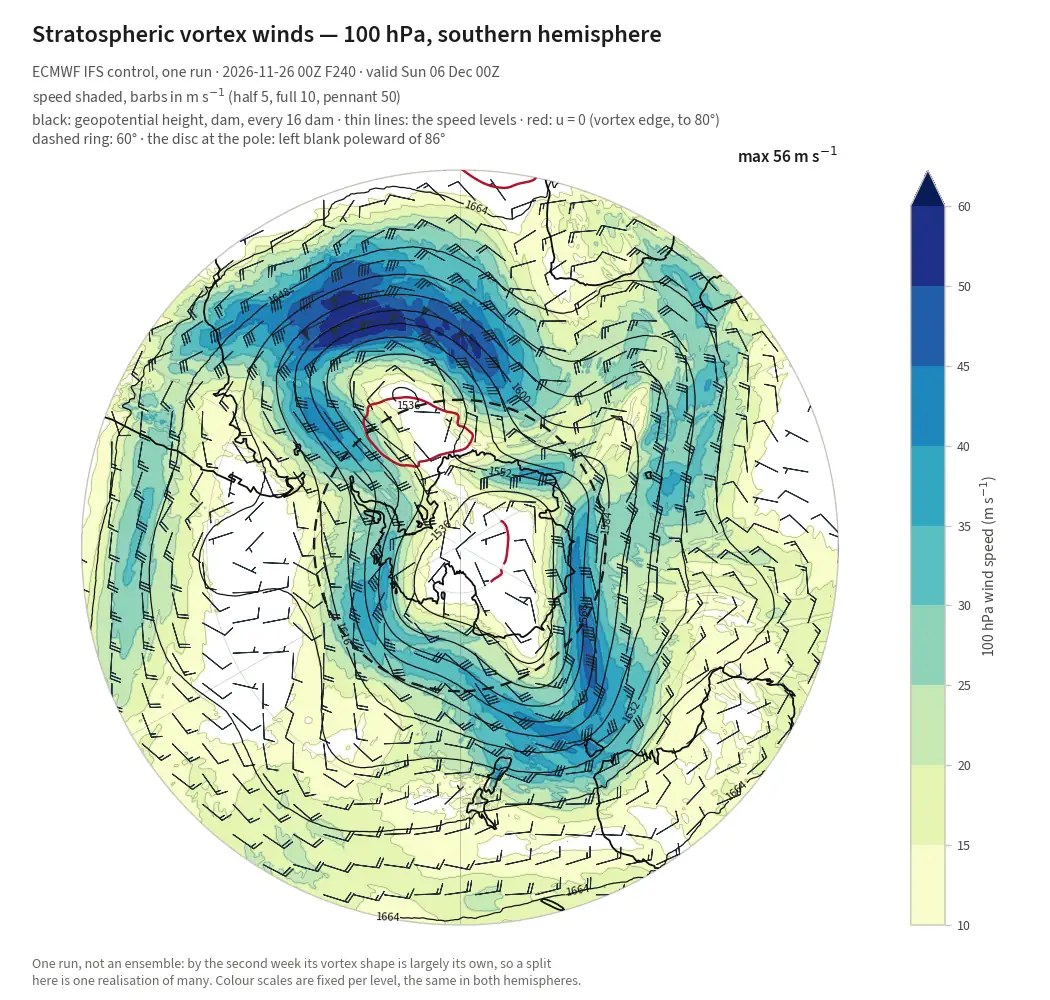 Stratospheric vortex winds — 100 hPa, southern hemisphere
ECMWF IFS control, one run · 2026-11-26 00Z F240 · valid Sun 06 Dec 00Z
speed shaded, barbs in m s⁻¹ (half 5, full 10, pennant 50)
black: geopotential height, dam, every 16 dam · thin lines: the speed levels · red: u = 0 (vortex edge, to 80°)
dashed ring: 60° · the disc at the pole: left blank poleward of 86°
max 56 m s⁻¹
1664
1648
1600
1536
1552
1536
1584
1568
1616
1632
1664
1664
1664
60
50
45
40
35
30
25
20
15
10
100 hPa wind speed (m s⁻¹)
One run, not an ensemble: by the second week its vortex shape is largely its own, so a split
here is one realisation of many. Colour scales are fixed per level, the same in both hemispheres.